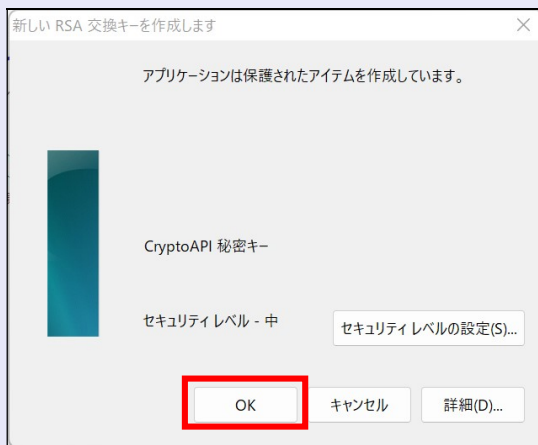 新しい RSA 交換キーを作成します
アプリケーションは保護されたアイテムを作成しています。
CryptoAPI 秘密キー
セキュリティ レベル - 中
セキュリティ レベルの設定(S)...
OK
キャンセル
詳細(D)...